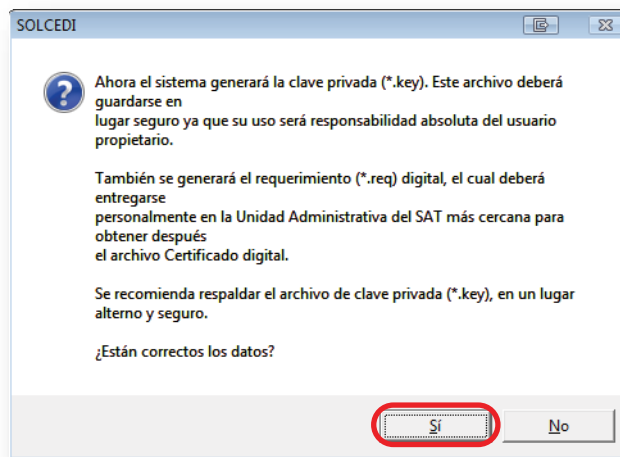 SOLCEDI
Ahora el sistema generará la clave privada (*.key). Este archivo deberá
guardarse en
lugar seguro ya que su uso será responsabilidad absoluta del usuario
propietario.
También se generará el requerimiento (*.req) digital, el cual deberá
entregarse
personalmente en la Unidad Administrativa del SAT más cercana para
obtener después
el archivo Certificado digital.
Se recomienda respaldar el archivo de clave privada (*.key), en un lugar
alterno y seguro.
¿Están correctos los datos?
Sí No